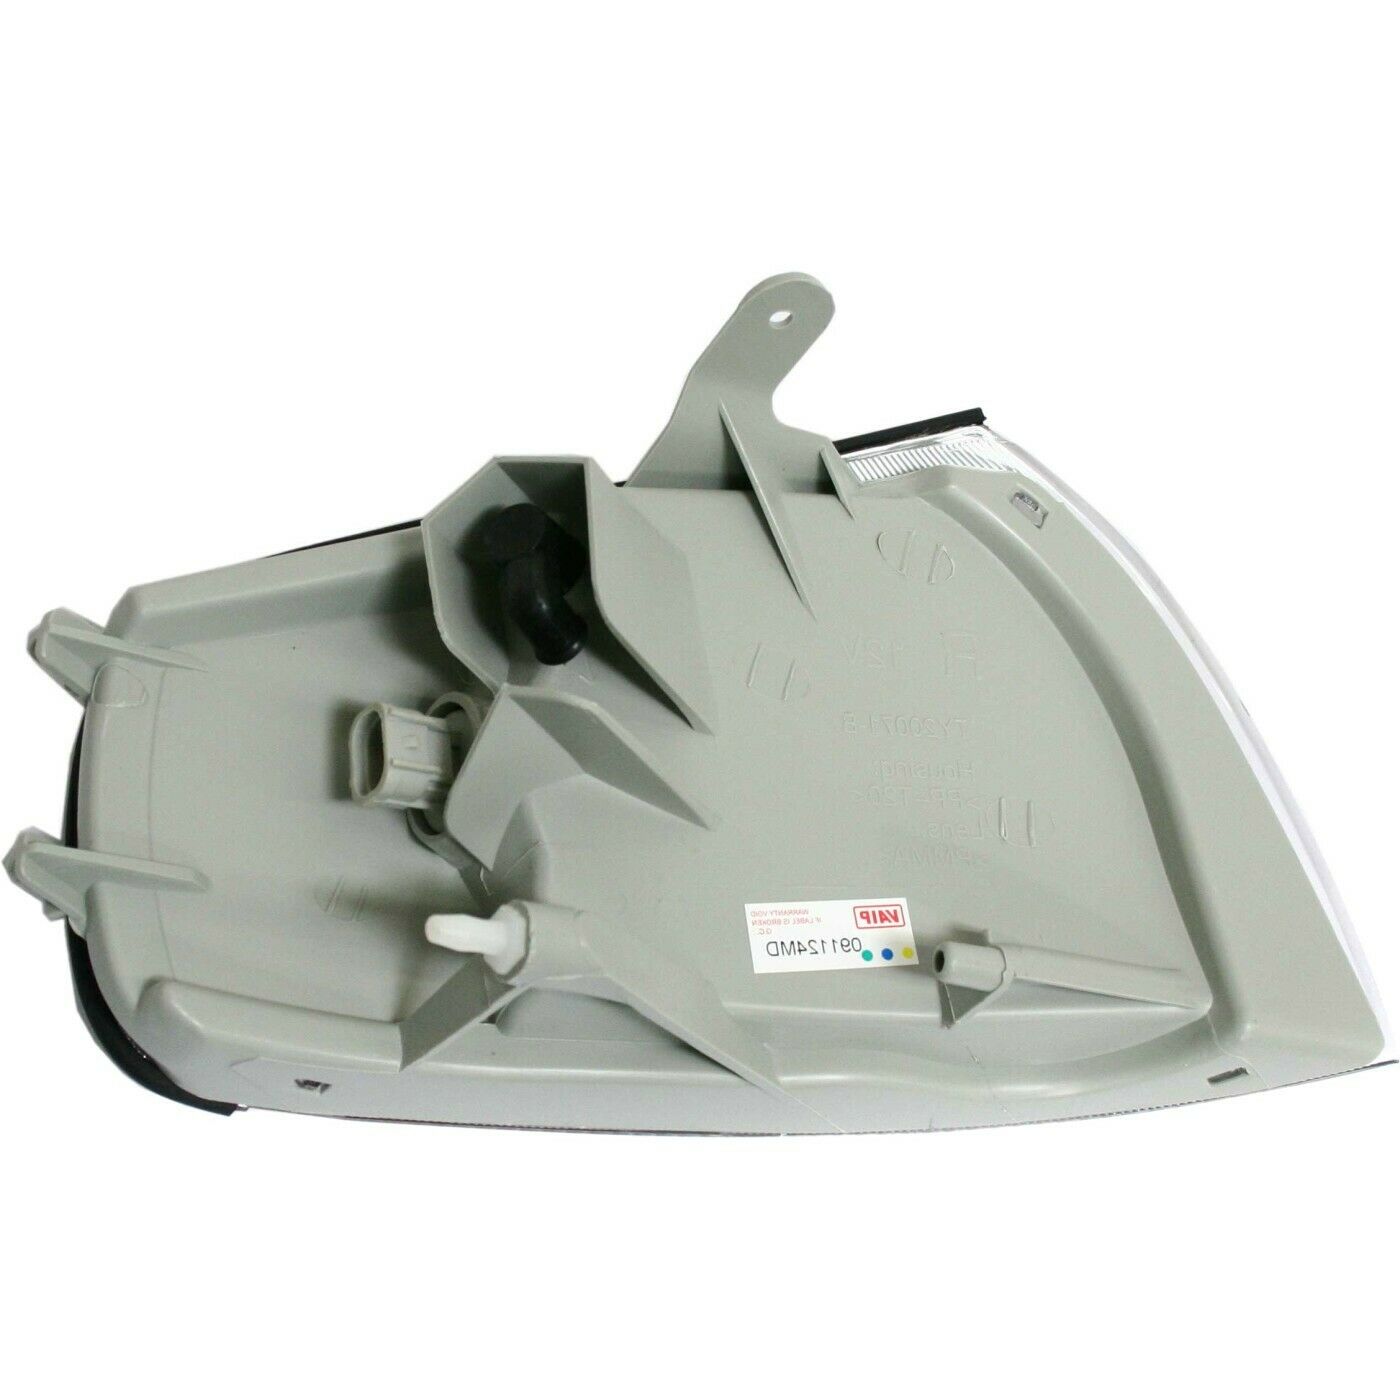 R 12V
TY20071-B
Housing:
>PP-T20<
Lens:
>PMMA<
VAIP
WARRANTY VOID
IF LABEL IS BROKEN
G.C.
091124MD